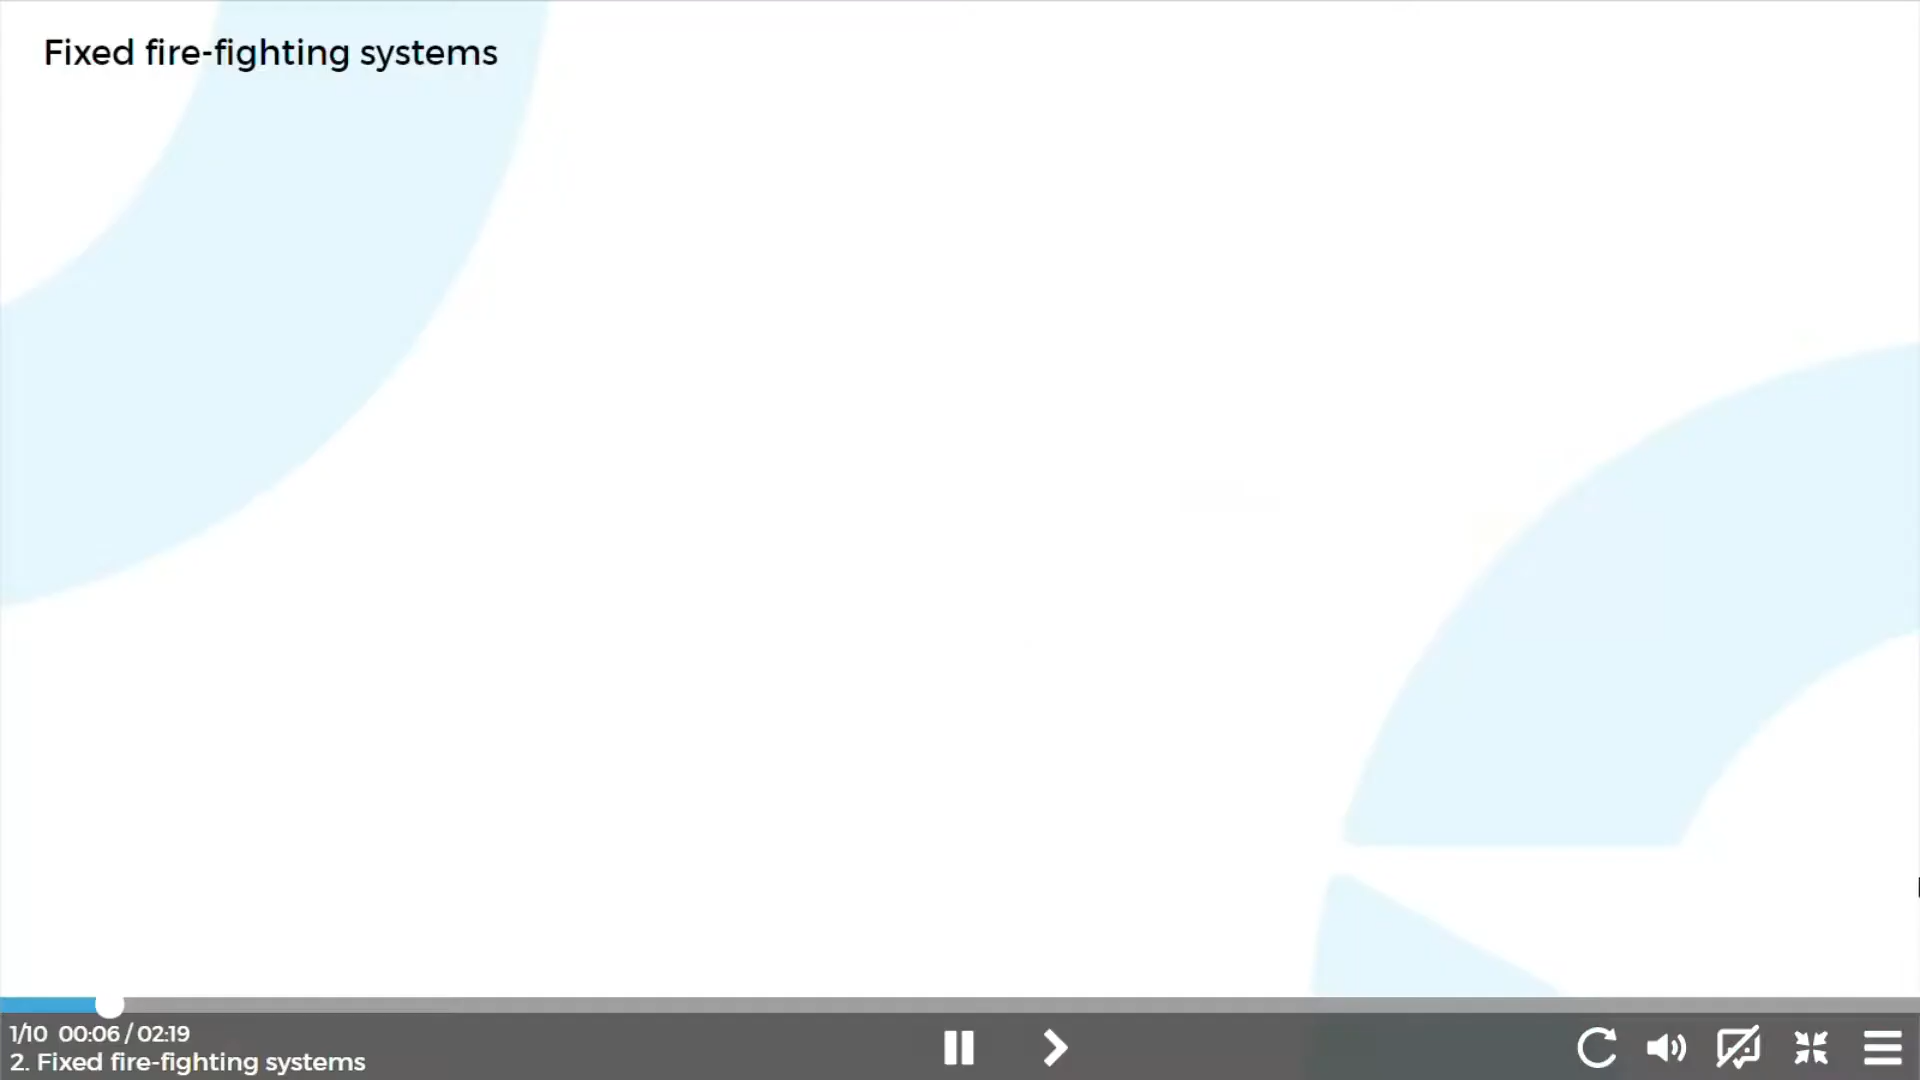 Fixed fire-fighting systems
1/10 00:06 / 02:19
2. Fixed fire-fighting systems